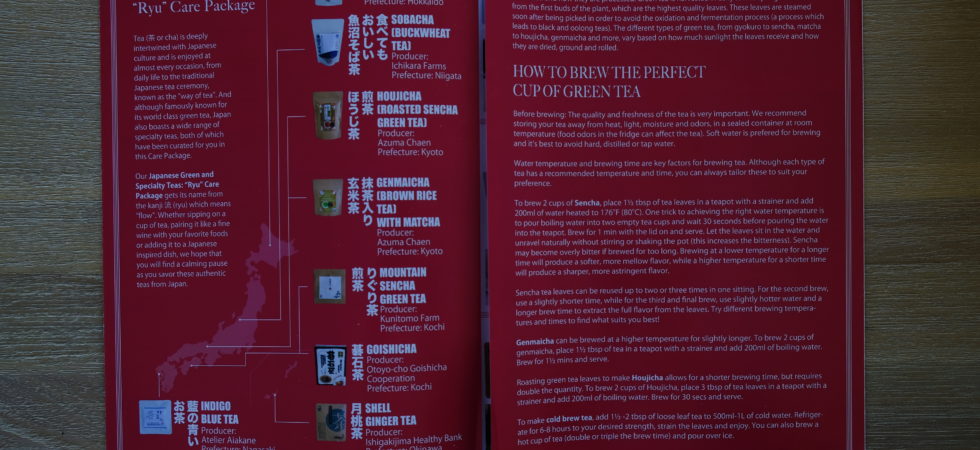 "Ryu" Care Package
Tea (茶 or cha) is deeply
intertwined with Japanese
culture and is enjoyed at
almost every occasion, from
daily life to the traditional
Japanese tea ceremony,
known as the "way of tea". And
although famously known for
its world class green tea, Japan
also boasts a wide range of
specialty teas, both of which
have been curated for you in
this Care Package.
Our Japanese Green and
Specialty Teas: "Ryu" Care
Package gets its name from
the kanji 流 (ryu) which means
"flow". Whether sipping on a
cup of tea, pairing it like a fine
wine with your favorite foods
or adding it to a Japanese
inspired dish, we hope that
you will find a calming pause
as you savor these authentic
teas from Japan.
Prefecture: Hokkaido
食べても
おいしい
魚沼そば茶
SOBACHA
(BUCKWHEAT
TEA)
Producer:
Ichikara Farms
Prefecture: Niigata
煎茶
ほうじ茶
HOUJICHA
(ROASTED SENCHA
GREEN TEA)
Producer:
Azuma Chaen
Prefecture: Kyoto
抹茶入り
玄米茶
GENMAICHA
(BROWN RICE
TEA)
WITH MATCHA
Producer:
Azuma Chaen
Prefecture: Kyoto
りぐり茶
煎茶
MOUNTAIN
SENCHA
GREEN TEA
Producer:
Kunitomo Farm
Prefecture: Kochi
碁石茶
GOISHICHA
Producer:
Otoyo-cho Goishicha
Cooperation
Prefecture: Kochi
月桃茶
SHELL
GINGER TEA
Producer:
Ishigakijima Healthy Bank
Prefecture: Okinawa
藍の青い
お茶
INDIGO
BLUE TEA
Producer:
Atelier Aiakane
Prefecture: Nagasaki
from the first buds of the plant, which are the highest quality leaves. These leaves are steamed
soon after being picked in order to avoid the oxidation and fermentation process (a process which
leads to black and oolong teas). The different types of green tea, from gyokuro to sencha, matcha
to houjicha, genmaicha and more, vary based on how much sunlight the leaves receive and how
they are dried, ground and rolled.
HOW TO BREW THE PERFECT
CUP OF GREEN TEA
Before brewing: The quality and freshness of the tea is very important. We recommend
storing your tea away from heat, light, moisture and odors, in a sealed container at room
temperature (food odors in the fridge can affect the tea). Soft water is prefered for brewing
and it's best to avoid hard, distilled or tap water.
Water temperature and brewing time are key factors for brewing tea. Although each type of
tea has a recommended temperature and time, you can always tailor these to suit your
preference.
To brew 2 cups of Sencha, place 1½ tbsp of tea leaves in a teapot with a strainer and add
200ml of water heated to 176°F (80°C). One trick to achieving the right water temperature is
to poor boiling water into two empty tea cups and wait 30 seconds before pouring the water
into the teapot. Brew for 1 min with the lid on and serve. Let the leaves sit in the water and
unravel naturally without stirring or shaking the pot (this increases the bitterness). Sencha
may become overly bitter if brewed for too long. Brewing at a lower temperature for a longer
time will produce a softer, more mellow flavor, while a higher temperature for a shorter time
will produce a sharper, more astringent flavor.
Sencha tea leaves can be reused up to two or three times in one sitting. For the second brew,
use a slightly shorter time, while for the third and final brew, use slightly hotter water and a
longer brew time to extract the full flavor from the leaves. Try different brewing tempera-
tures and times to find what suits you best!
Genmaicha can be brewed at a higher temperature for slightly longer. To brew 2 cups of
genmaicha, place 1½ tbsp of tea in a teapot with a strainer and add 200ml of boiling water.
Brew for 1½ mins and serve.
Roasting green tea leaves to make Houjicha allows for a shorter brewing time, but requires
double the quantity. To brew 2 cups of Houjicha, place 3 tbsp of tea leaves in a teapot with a
strainer and add 200ml of boiling water. Brew for 30 secs and serve.
To make cold brew tea, add 1½ -2 tbsp of loose leaf tea to 500ml-1L of cold water. Refriger-
ate for 6-8 hours to your desired strength, strain the leaves and enjoy. You can also brew a
hot cup of tea (double or triple the brew time) and pour over ice.